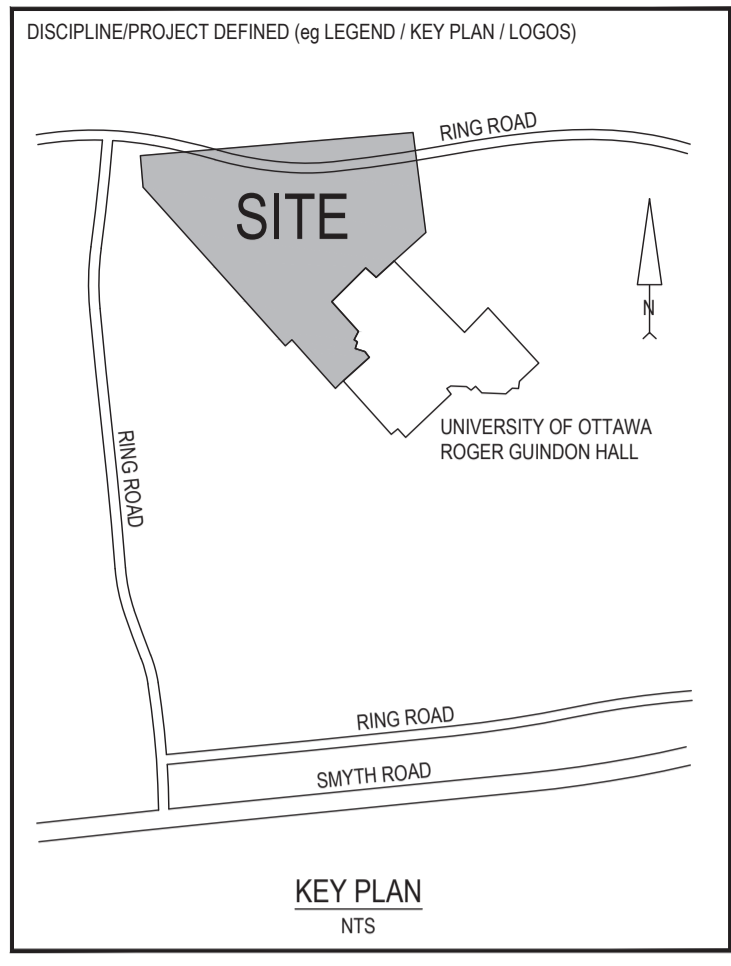 DISCIPLINE/PROJECT DEFINED (eg LEGEND / KEY PLAN / LOGOS)
RING ROAD
SITE
N
UNIVERSITY OF OTTAWA
ROGER GUINDON HALL
RING ROAD
RING ROAD
SMYTH ROAD
KEY PLAN
NTS